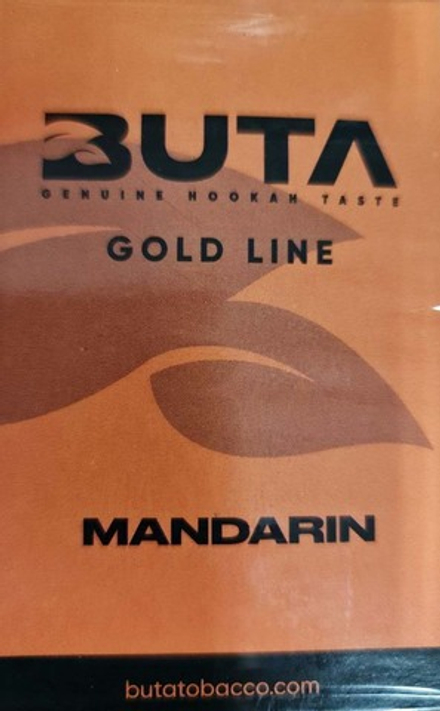 BUTA
GENUINE HOOKAH TASTE
GOLD LINE
MANDARIN
butatobacco.com